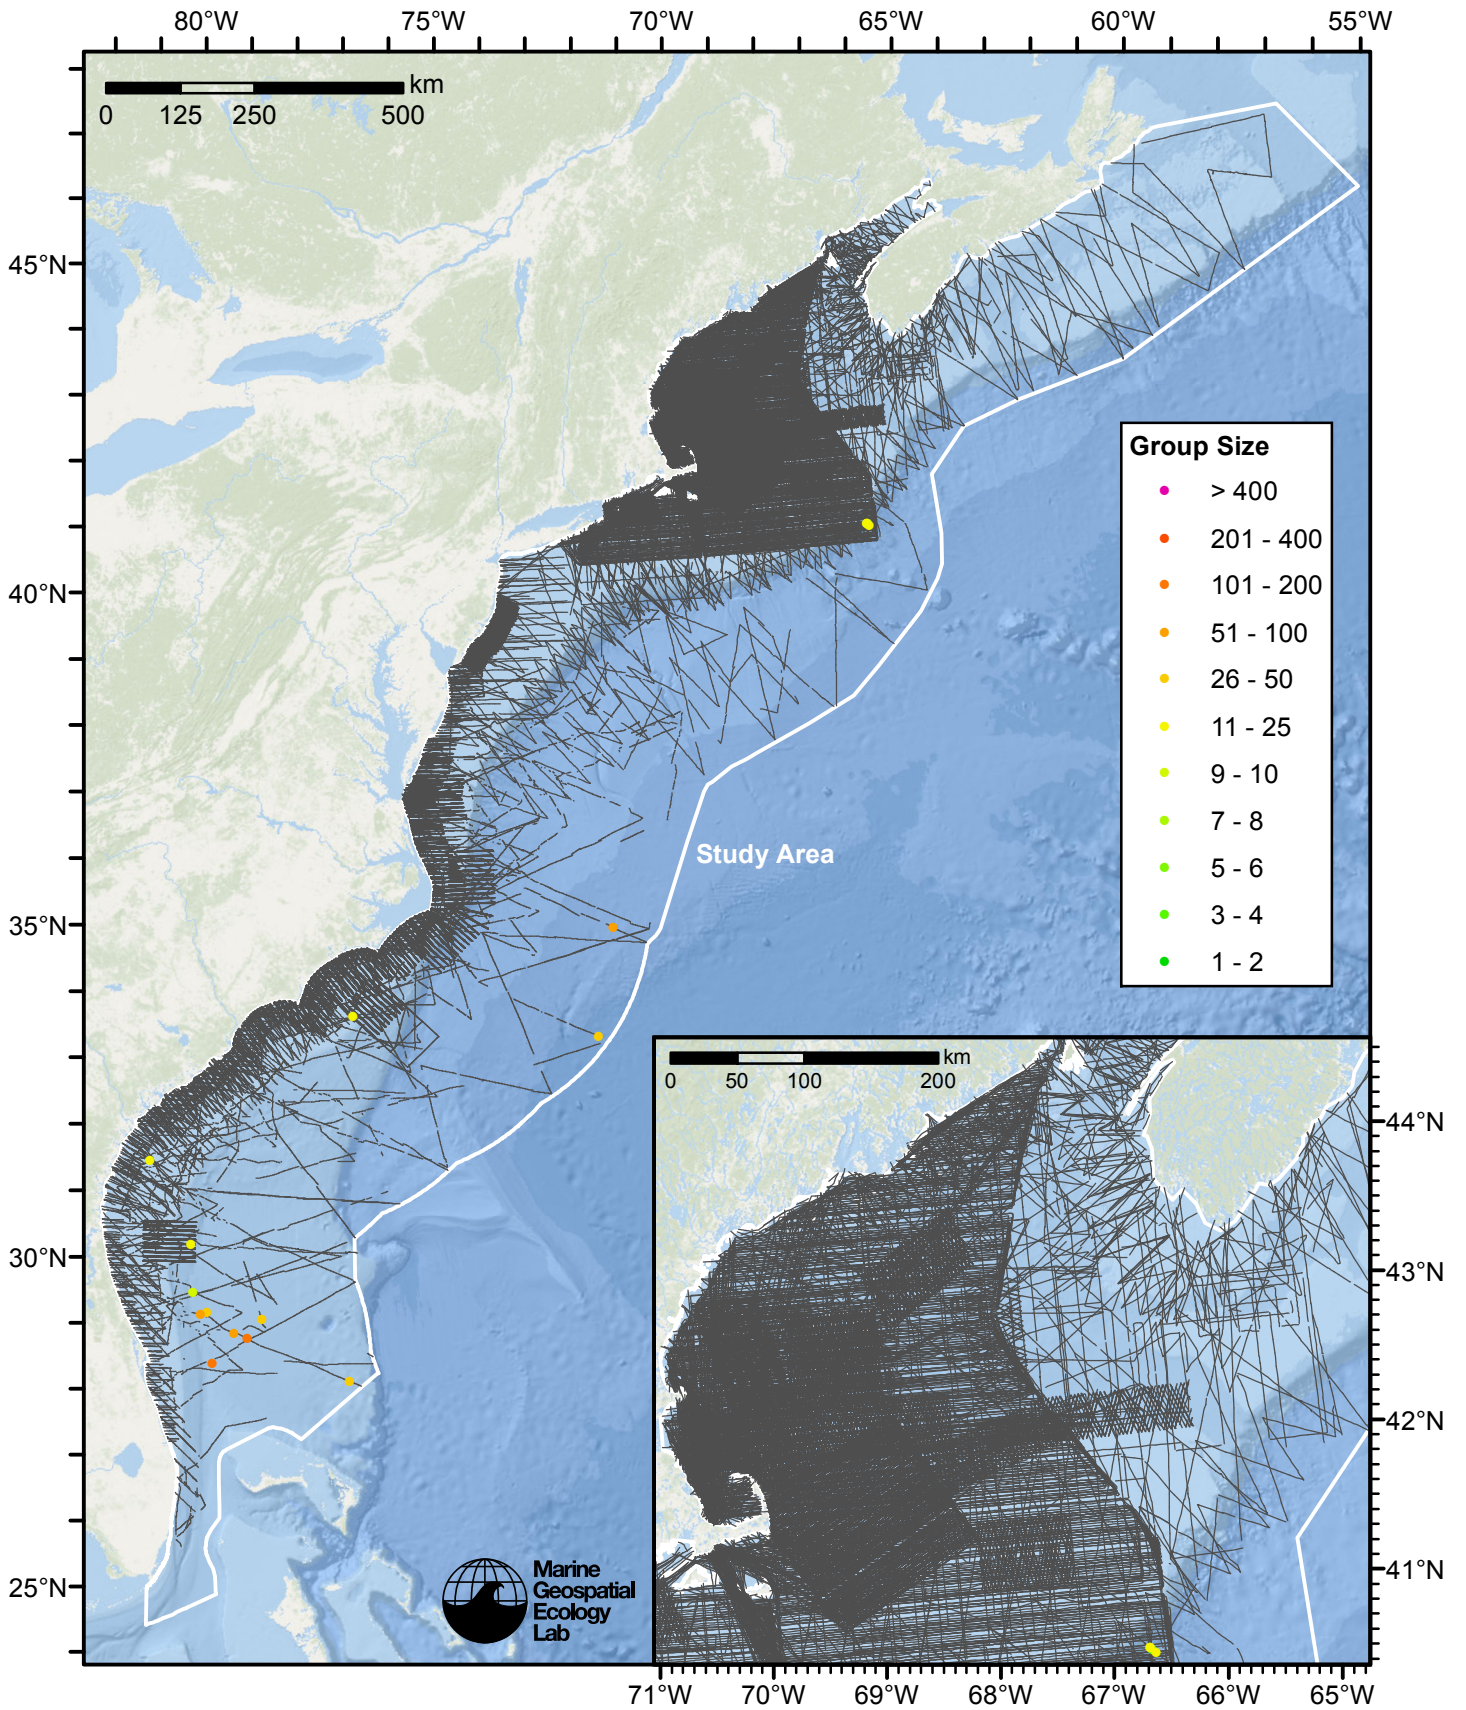 80°W 75°W 70°W 65°W 60°W 55°W
km
0 125 250 500
45°N
40°N
35°N
30°N
25°N
Group Size
> 400
201 - 400
101 - 200
51 - 100
26 - 50
11 - 25
9 - 10
7 - 8
5 - 6
3 - 4
1 - 2
Study Area
km
0 50 100 200
44°N
43°N
42°N
41°N
Marine
Geospatial
Ecology
Lab
71°W 70°W 69°W 68°W 67°W 66°W 65°W